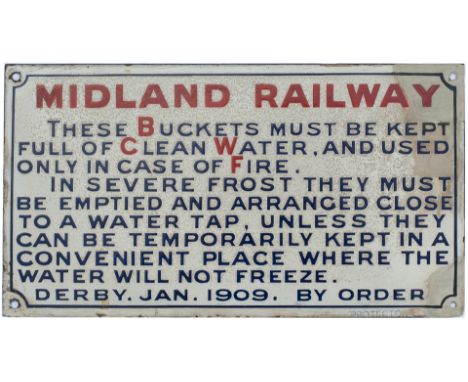 MIDLAND RAILWAY
THESE BUCKETS MUST BE KEPT
FULL OF CLEAN WATER, AND USED
ONLY IN CASE OF FIRE.
IN SEVERE FROST THEY MUST
BE EMPTIED AND ARRANGED CLOSE
TO A WATER TAP, UNLESS THEY
CAN BE TEMPORARILY KEPT IN A
CONVENIENT PLACE WHERE THE
WATER WILL NOT FREEZE.
DERBY. JAN. 1909. BY ORDER